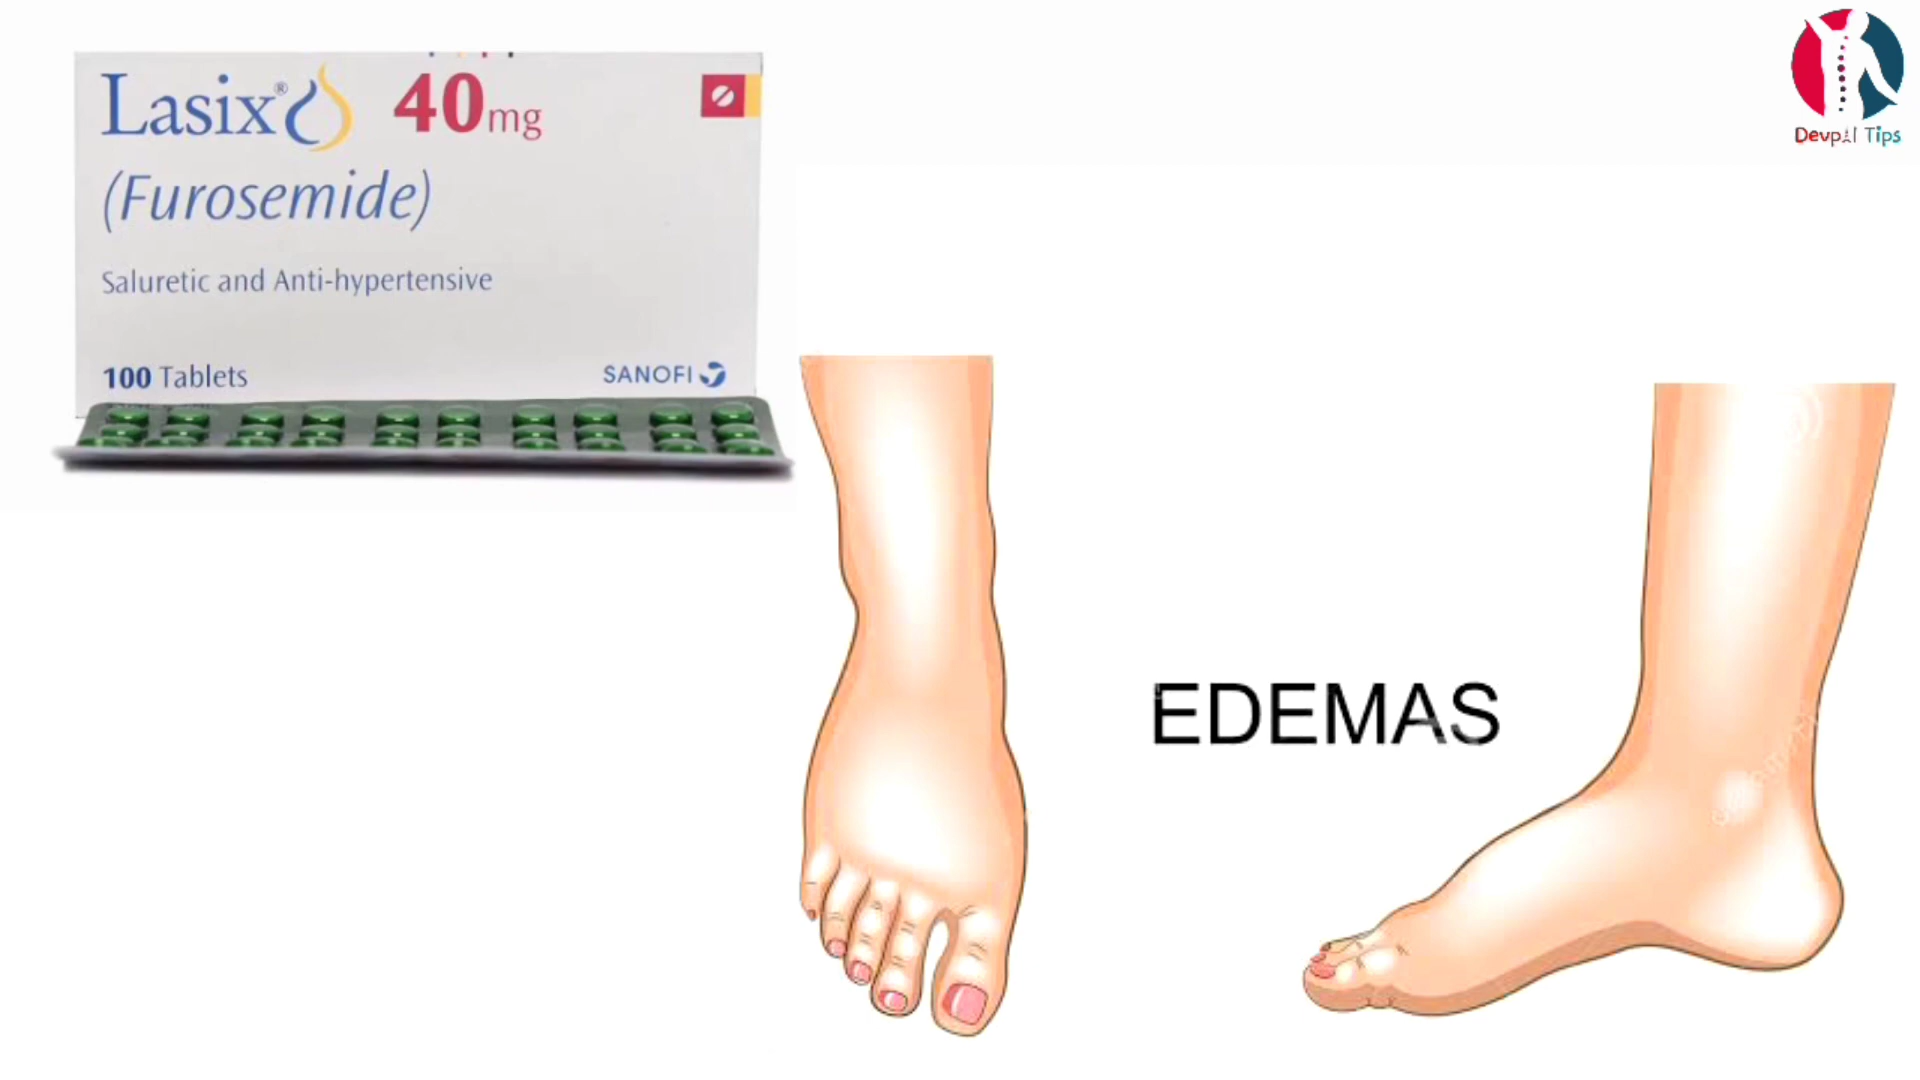 Lasix® 40mg
(Furosemide)
Saluretic and Anti-hypertensive
100 Tablets
SANOFI
Devpal Tips
EDEMAS